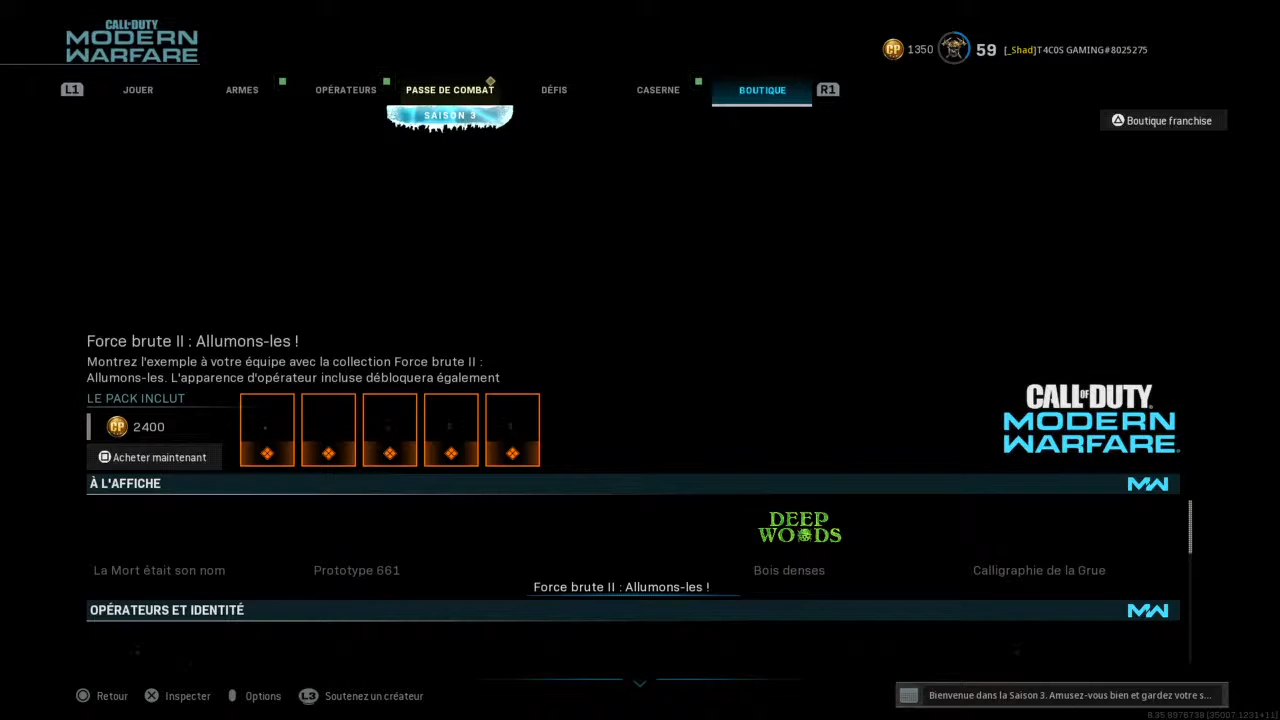 CALL OF DUTY
MODERN
WARFARE
CP 1350 59 [_Shad]T4C0S GAMING#8025275
L1 JOUER ARMES OPÉRATEURS PASSE DE COMBAT DÉFIS CASERNE BOUTIQUE R1
SAISON 3
Boutique franchise
Force brute II : Allumons-les !
Montrez l'exemple à votre équipe avec la collection Force brute II :
Allumons-les. L'apparence d'opérateur incluse débloquera également
LE PACK INCLUT
CP 2400
Acheter maintenant
CALL OF DUTY
MODERN
WARFARE.
À L'AFFICHE MW
DEEP
WOODS
La Mort était son nom Prototype 661 Force brute II : Allumons-les ! Bois denses Calligraphie de la Grue
OPÉRATEURS ET IDENTITÉ MW
Retour Inspecter Options L3 Soutenez un créateur
Bienvenue dans la Saison 3. Amusez-vous bien et gardez votre s...